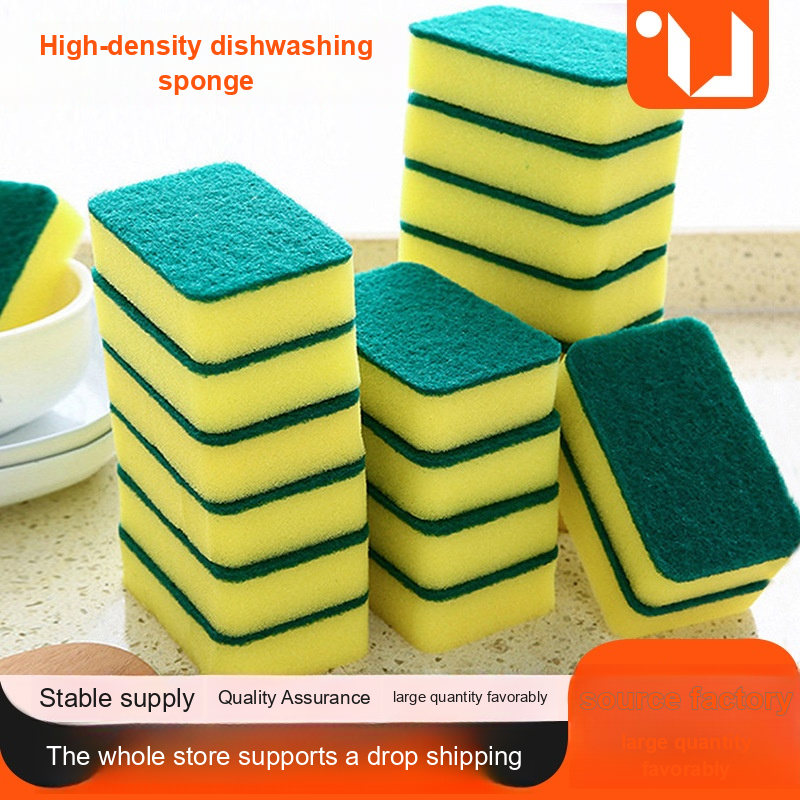 High-density dishwashing
sponge
Stable supply
Quality Assurance
large quantity favorably
source factory
large quantity
favorably
The whole store supports a drop shipping